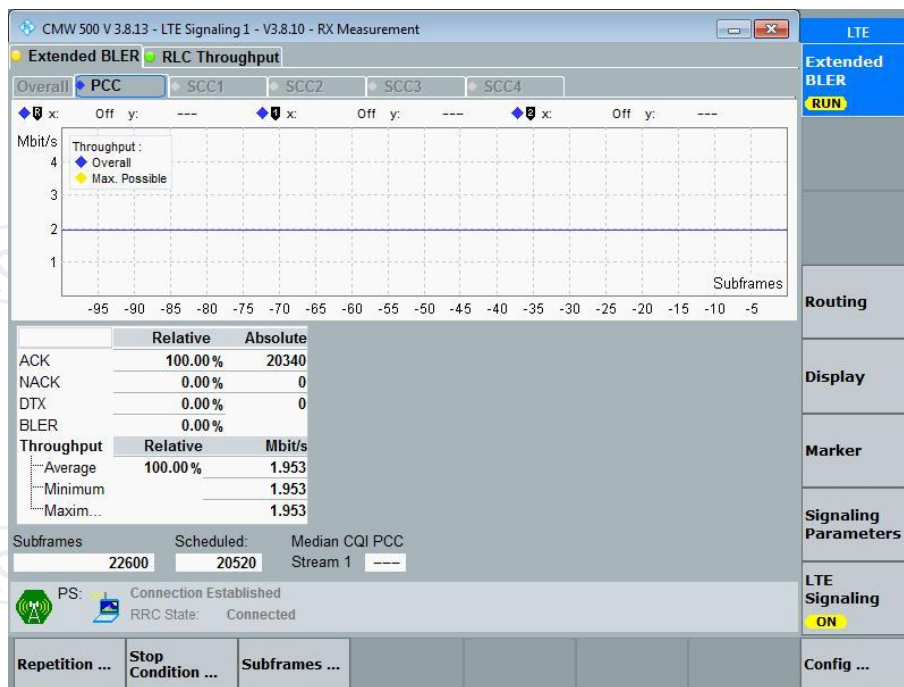 CMW 500 V 3.8.13 - LTE Signaling 1 - V3.8.10 - RX Measurement
LTE
Extended BLER RLC Throughput
Extended
BLER
RUN
Overall PCC SCC1 SCC2 SCC3 SCC4
R x: Off y: --- 1 x: Off y: --- 2 x: Off y: ---
Mbit/s
Throughput :
Overall
Max. Possible
4
3
2
1
Subframes
-95 -90 -85 -80 -75 -70 -65 -60 -55 -50 -45 -40 -35 -30 -25 -20 -15 -10 -5
Relative Absolute
ACK 100.00 % 20340
NACK 0.00 % 0
DTX 0.00 % 0
BLER 0.00 %
Throughput Relative Mbit/s
Average 100.00 % 1.953
Minimum 1.953
Maxim... 1.953
Subframes Scheduled: Median CQI PCC
22600 20520 Stream 1 ---
PS: Connection Established
RRC State: Connected
Routing
Display
Marker
Signaling
Parameters
LTE
Signaling
ON
Repetition ...
Stop
Condition ...
Subframes ...
Config ...